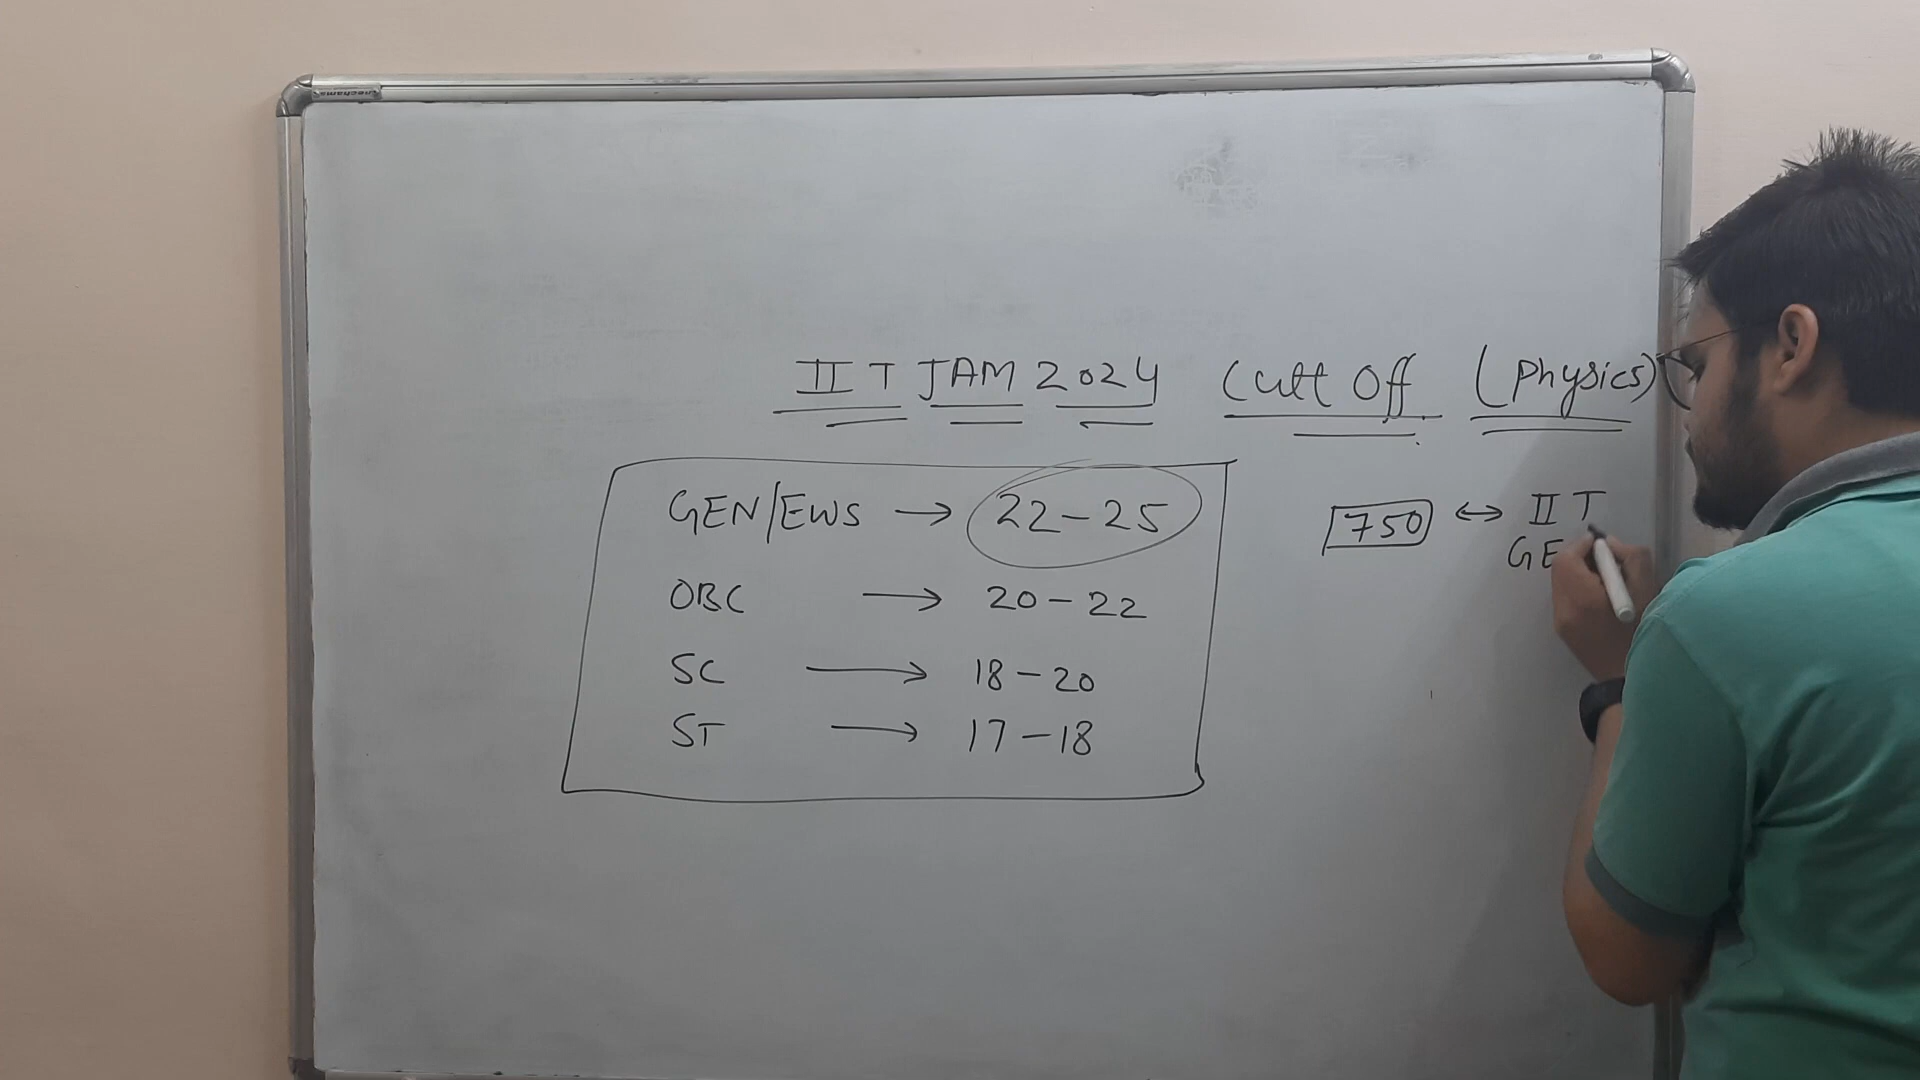 IIT JAM 2024 Cutt Off (Physics)
GEN/EWS → 22-25
OBC → 20-22
SC → 18-20
ST → 17-18
750 ↔ IIT
GE